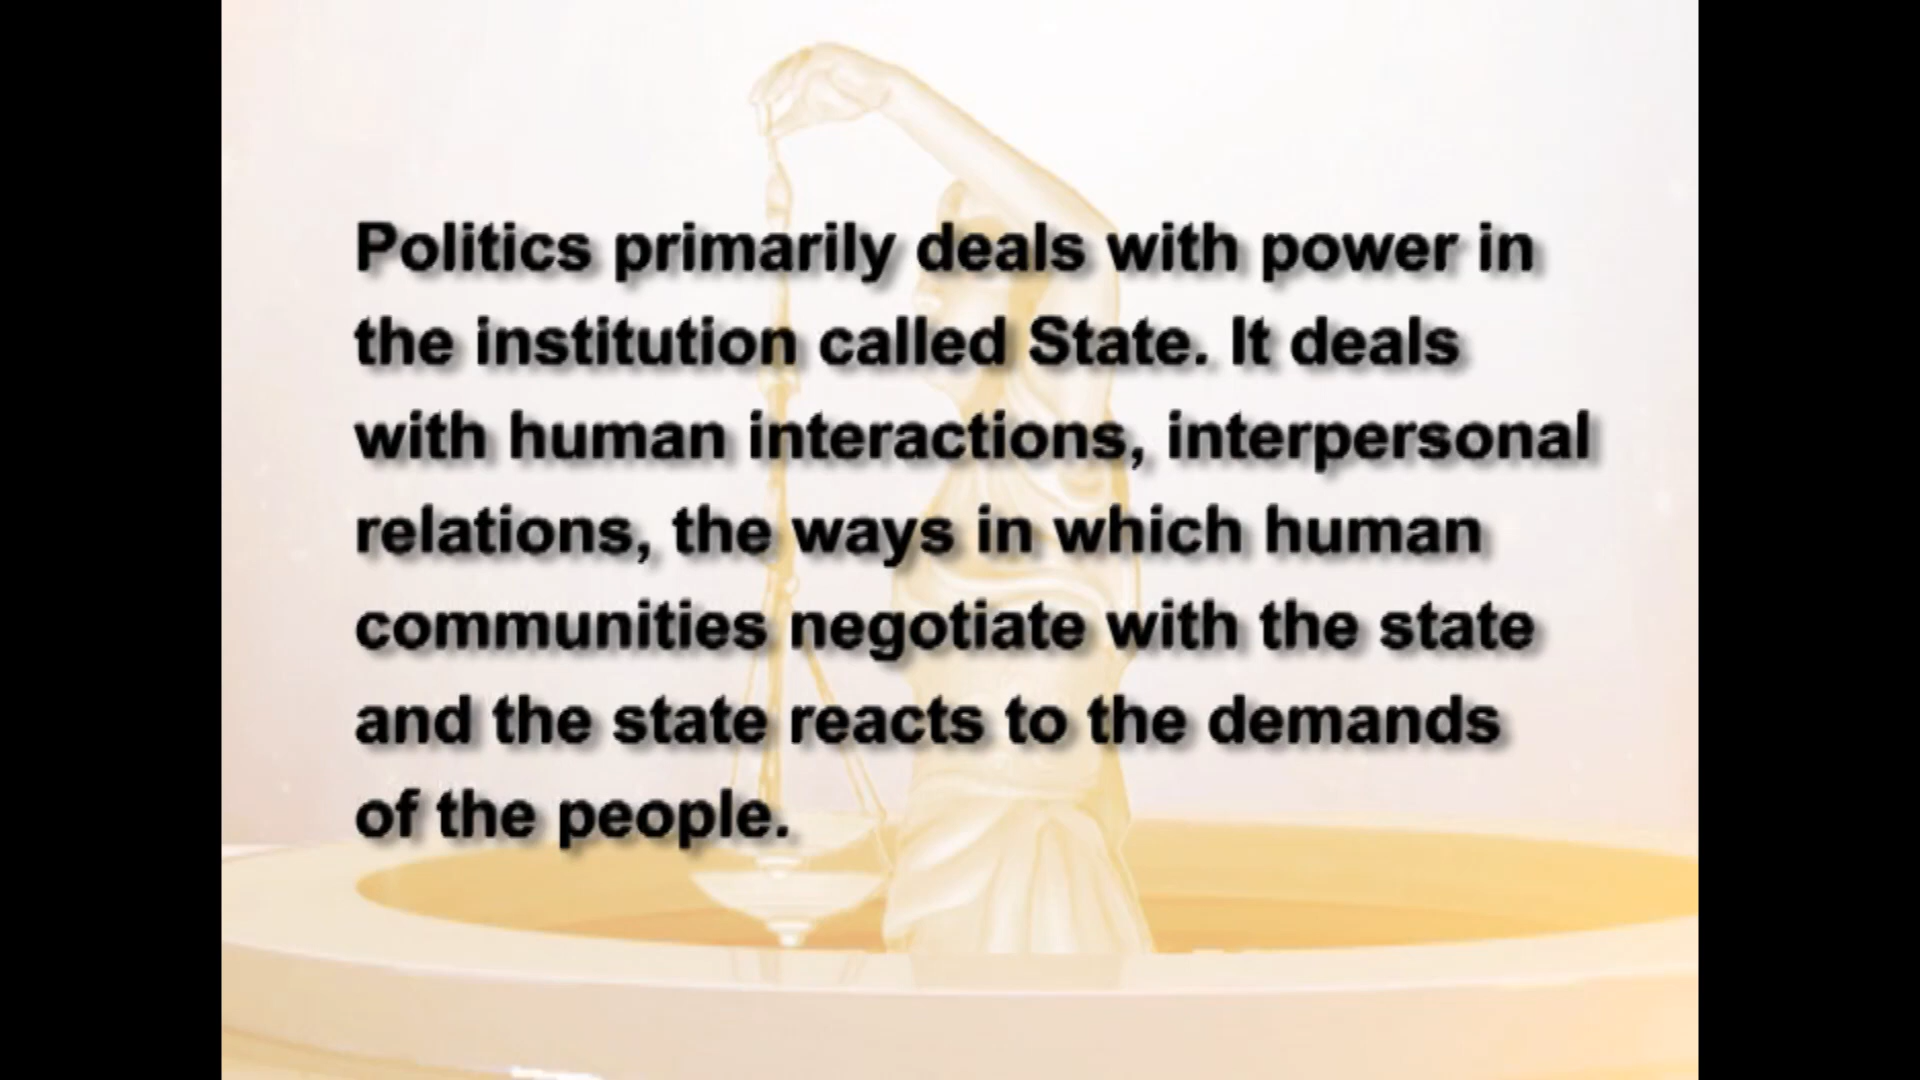 Politics primarily deals with power in
the institution called State. It deals
with human interactions, interpersonal
relations, the ways in which human
communities negotiate with the state
and the state reacts to the demands
of the people.